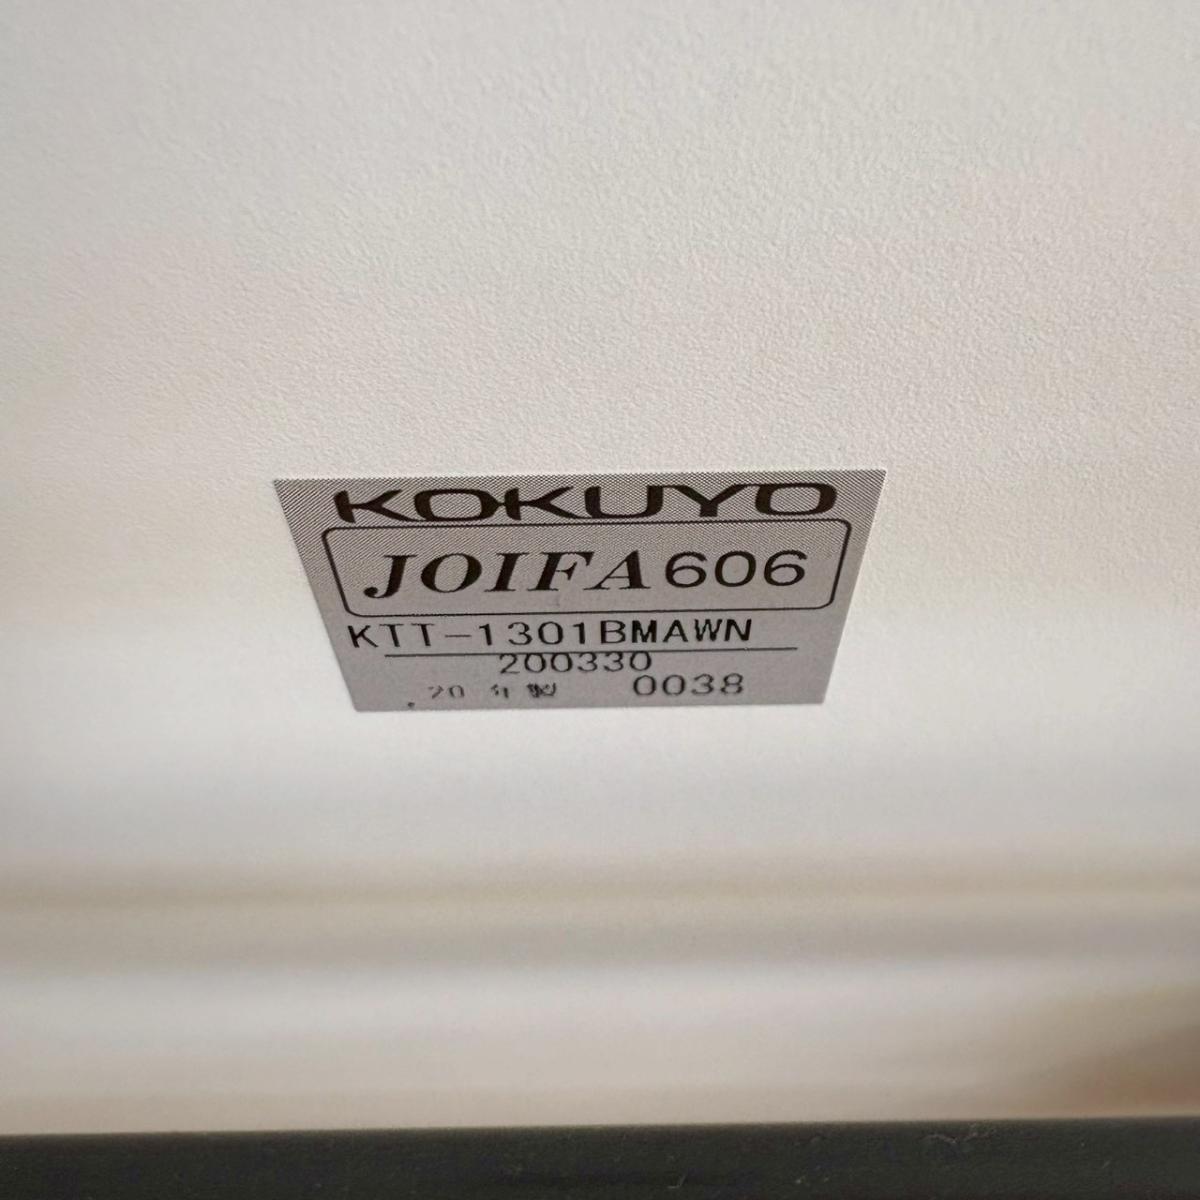 KOKUYO
JOIFA606
KTT-1301BMAWN
200330
20 年製 0038